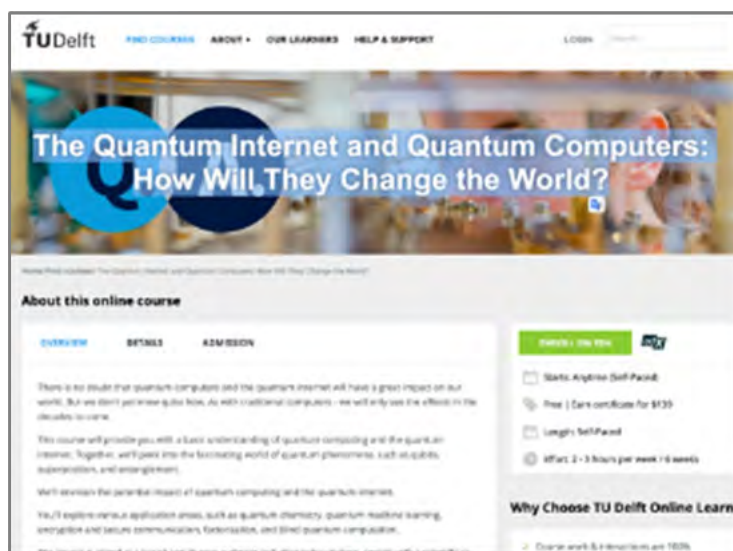 TUDelft
FIND COURSES ABOUT OUR LEARNERS HELP & SUPPORT LOGIN
The Quantum Internet and Quantum Computers:
How Will They Change the World?
Q A.
About this online course
OVERVIEW DETAILS ADMISSION
There is no doubt that quantum computers and the quantum internet will have a great impact on our
world. But we don't yet know quite how. As with traditional computers - we will only see the effects in the
decades to come.
This course will provide you with a basic understanding of quantum computing and the quantum
internet. Together, we'll peek into the fascinating world of quantum phenomena, such as qubits,
superposition, and entanglement.
We'll envision the potential impact of quantum computing and the quantum internet.
You'll explore various application areas, such as quantum chemistry, quantum machine learning,
encryption and secure communication, factorization, and blind quantum computation.
ENROLL ON EDX edX
Starts: Anytime (Self-Paced)
Free | Earn certificate for $139
Length: Self-Paced
Effort: 2 - 3 hours per week / 6 weeks
Why Choose TU Delft Online Learn
Course work & interactions are 100%